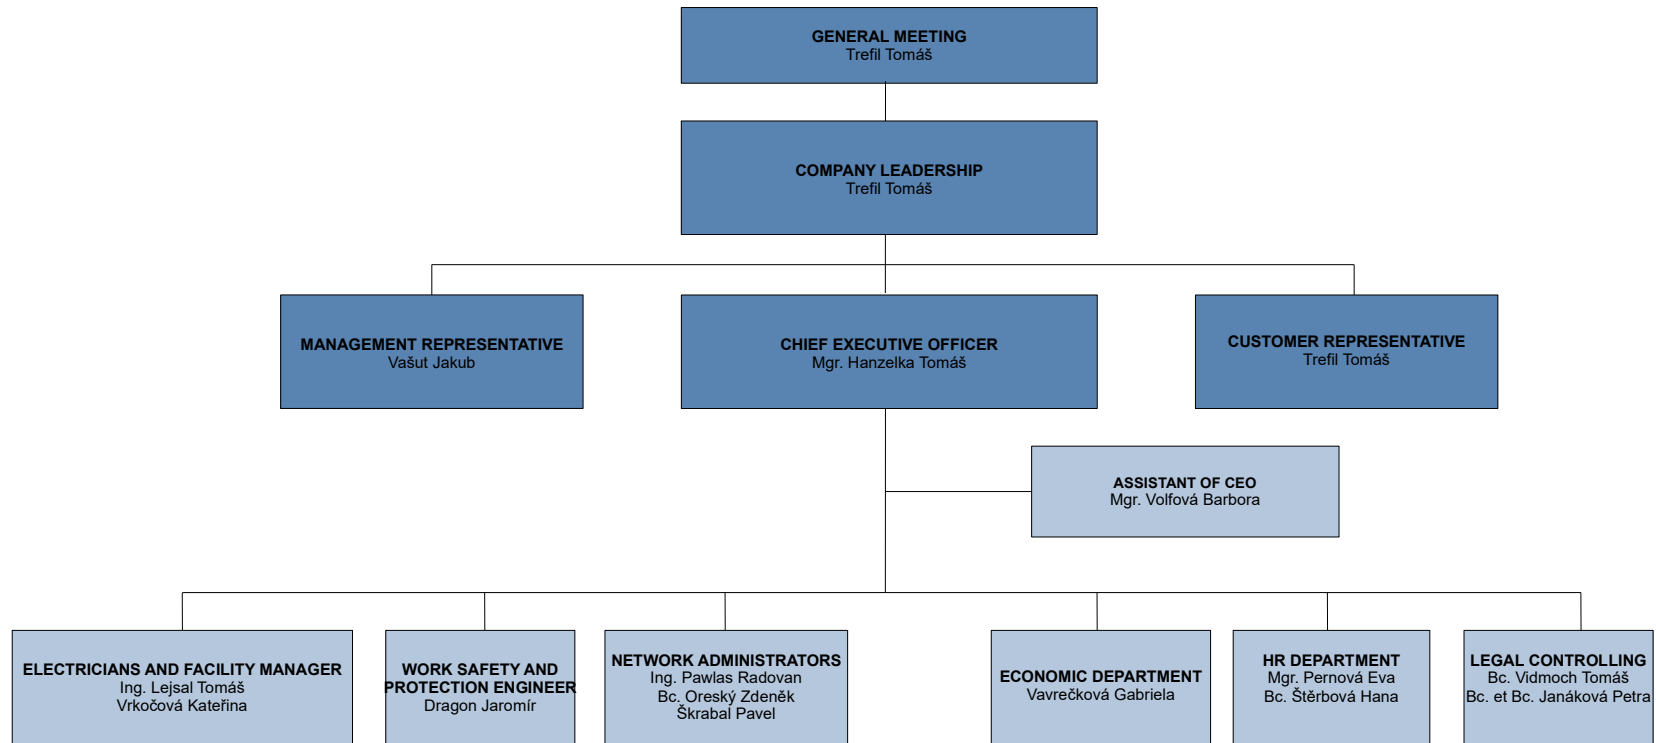 GENERAL MEETING
Trefil Tomáš
COMPANY LEADERSHIP
Trefil Tomáš
MANAGEMENT REPRESENTATIVE
Vašut Jakub
CHIEF EXECUTIVE OFFICER
Mgr. Hanzelka Tomáš
CUSTOMER REPRESENTATIVE
Trefil Tomáš
ASSISTANT OF CEO
Mgr. Volfová Barbora
ELECTRICIANS AND FACILITY MANAGER
Ing. Lejsal Tomáš
Vrkočová Kateřina
WORK SAFETY AND
PROTECTION ENGINEER
Dragon Jaromír
NETWORK ADMINISTRATORS
Ing. Pawlas Radovan
Bc. Oreský Zdeněk
Škrabal Pavel
ECONOMIC DEPARTMENT
Vavrečková Gabriela
HR DEPARTMENT
Mgr. Pernová Eva
Bc. Štěrbová Hana
LEGAL CONTROLLING
Bc. Vidmoch Tomáš
Bc. et Bc. Janáková Petra